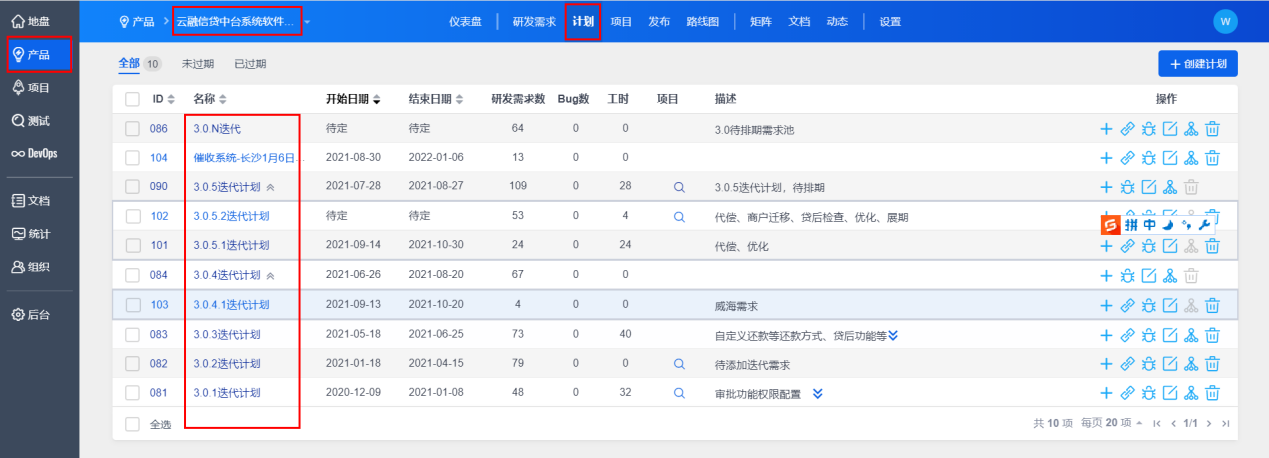 地盘
产品
项目
测试
DevOps
文档
统计
组织
后台
产品 > 云融信贷中台系统软件...
仪表盘 研发需求 计划 项目 发布 路线图 矩阵 文档 动态 设置
W
全部 10 未过期 已过期
+ 创建计划
ID 名称 开始日期 结束日期 研发需求数 Bug数 工时 项目 描述 操作
086 3.0.N迭代 待定 待定 64 0 0 3.0待排期需求池
104 催收系统-长沙1月6日... 2021-08-30 2022-01-06 13 0 0
090 3.0.5迭代计划 2021-07-28 2021-08-27 109 0 28 3.0.5迭代计划，待排期
102 3.0.5.2迭代计划 待定 待定 53 0 4 代偿、商户迁移、贷后检查、优化、展期
拼 中
101 3.0.5.1迭代计划 2021-09-14 2021-10-30 24 0 24 代偿、优化
084 3.0.4迭代计划 2021-06-26 2021-08-20 67 0 0
103 3.0.4.1迭代计划 2021-09-13 2021-10-20 4 0 0 威海需求
083 3.0.3迭代计划 2021-05-18 2021-06-25 73 0 40 自定义还款等还款方式、贷后功能等
082 3.0.2迭代计划 2021-01-18 2021-04-15 79 0 0 待添加迭代需求
081 3.0.1迭代计划 2020-12-09 2021-01-08 48 0 32 审批功能权限配置
全选
共 10 项 每页 20 项 1/1